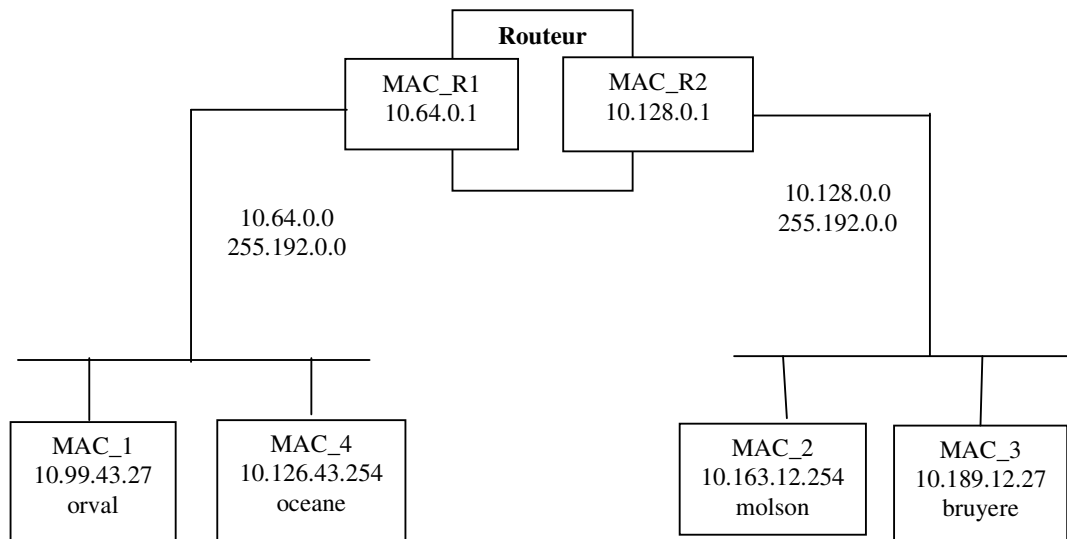 Routeur
MAC_R1
10.64.0.1
MAC_R2
10.128.0.1
10.64.0.0
255.192.0.0
10.128.0.0
255.192.0.0
MAC_1
10.99.43.27
orval
MAC_4
10.126.43.254
oceane
MAC_2
10.163.12.254
molson
MAC_3
10.189.12.27
bruyere